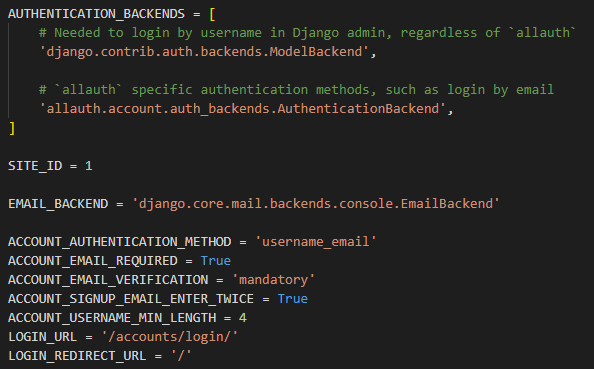 AUTHENTICATION_BACKENDS = [
    # Needed to login by username in Django admin, regardless of `allauth`
    'django.contrib.auth.backends.ModelBackend',

    # `allauth` specific authentication methods, such as login by email
    'allauth.account.auth_backends.AuthenticationBackend',
]

SITE_ID = 1

EMAIL_BACKEND = 'django.core.mail.backends.console.EmailBackend'

ACCOUNT_AUTHENTICATION_METHOD = 'username_email'
ACCOUNT_EMAIL_REQUIRED = True
ACCOUNT_EMAIL_VERIFICATION = 'mandatory'
ACCOUNT_SIGNUP_EMAIL_ENTER_TWICE = True
ACCOUNT_USERNAME_MIN_LENGTH = 4
LOGIN_URL = '/accounts/login/'
LOGIN_REDIRECT_URL = '/'